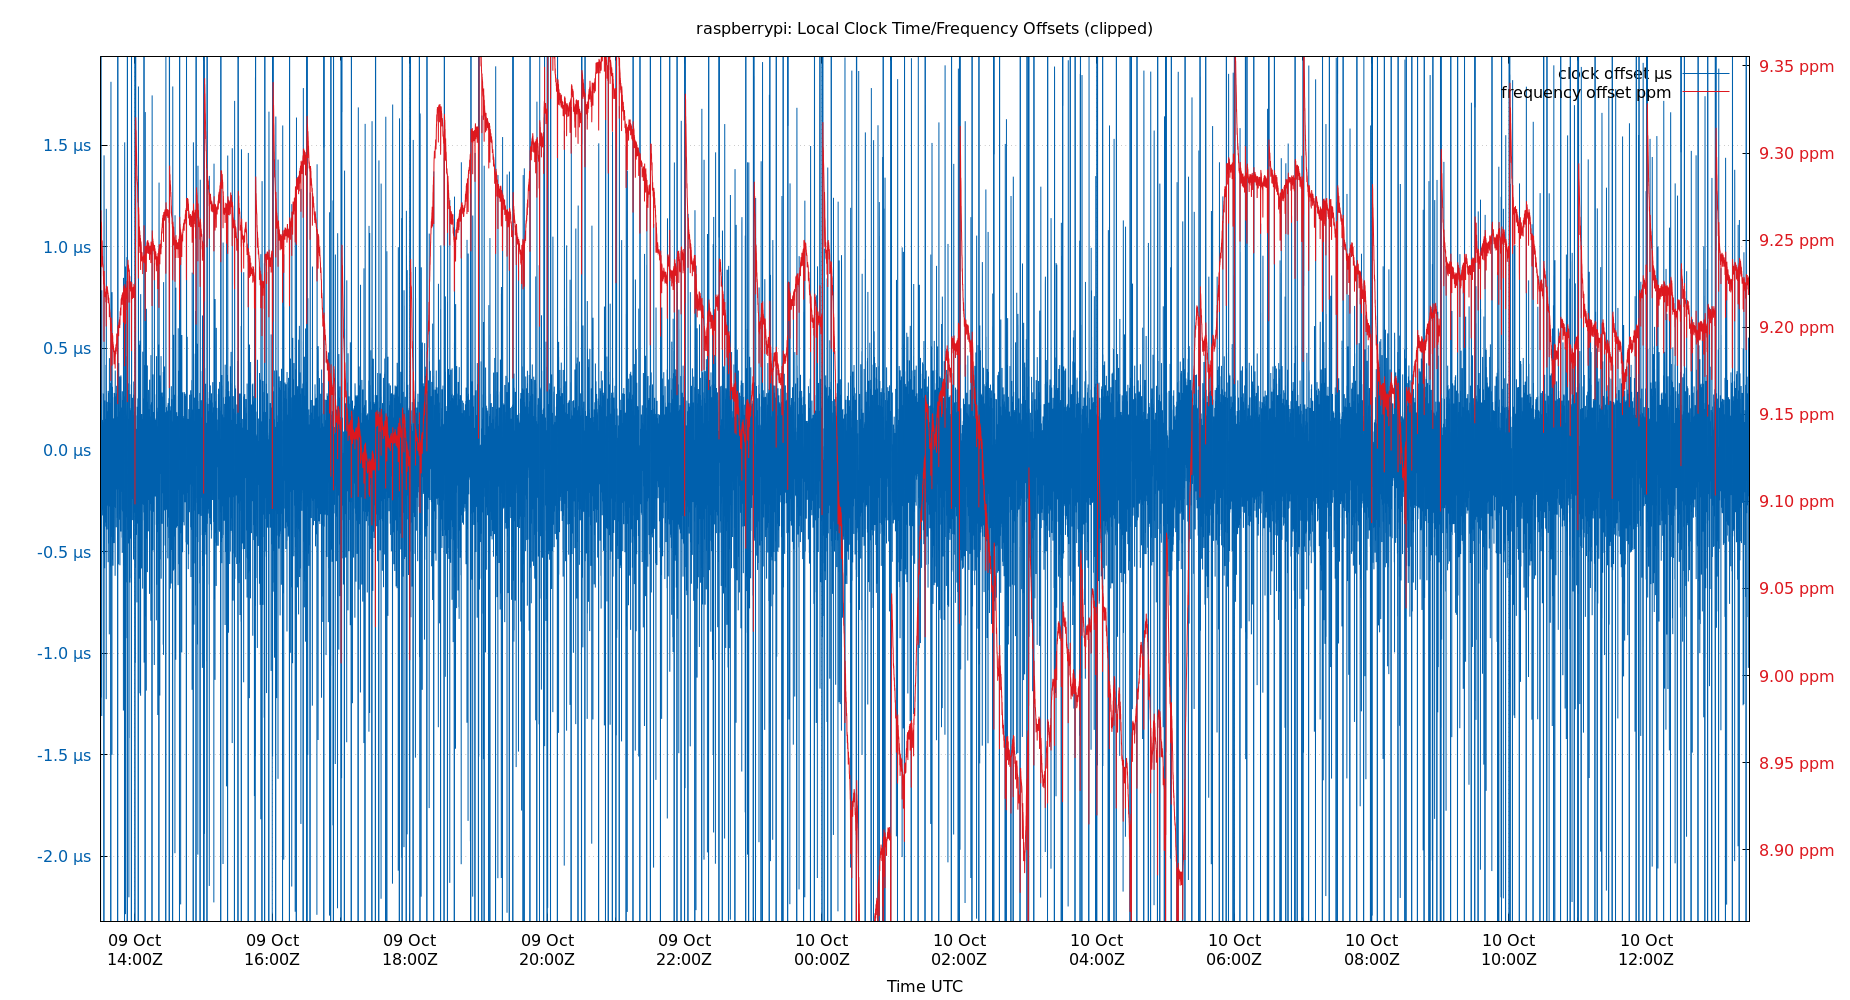 raspberrypi: Local Clock Time/Frequency Offsets (clipped)
clock offset µs
frequency offset ppm
1.5 µs
1.0 µs
0.5 µs
0.0 µs
-0.5 µs
-1.0 µs
-1.5 µs
-2.0 µs
9.35 ppm
9.30 ppm
9.25 ppm
9.20 ppm
9.15 ppm
9.10 ppm
9.05 ppm
9.00 ppm
8.95 ppm
8.90 ppm
09 Oct 09 Oct 09 Oct 09 Oct 09 Oct 10 Oct 10 Oct 10 Oct 10 Oct 10 Oct 10 Oct 10 Oct
14:00Z 16:00Z 18:00Z 20:00Z 22:00Z 00:00Z 02:00Z 04:00Z 06:00Z 08:00Z 10:00Z 12:00Z
Time UTC